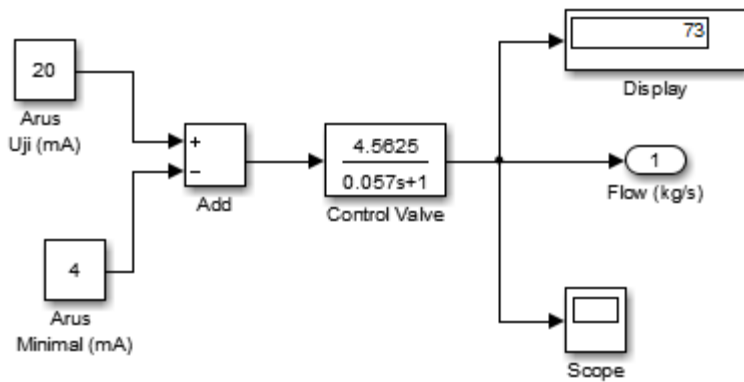 20
Arus
Uji (mA)
4
Arus
Minimal (mA)
+
−
Add
4.5625
0.057s+1
Control Valve
73
Display
1
Flow (kg/s)
Scope